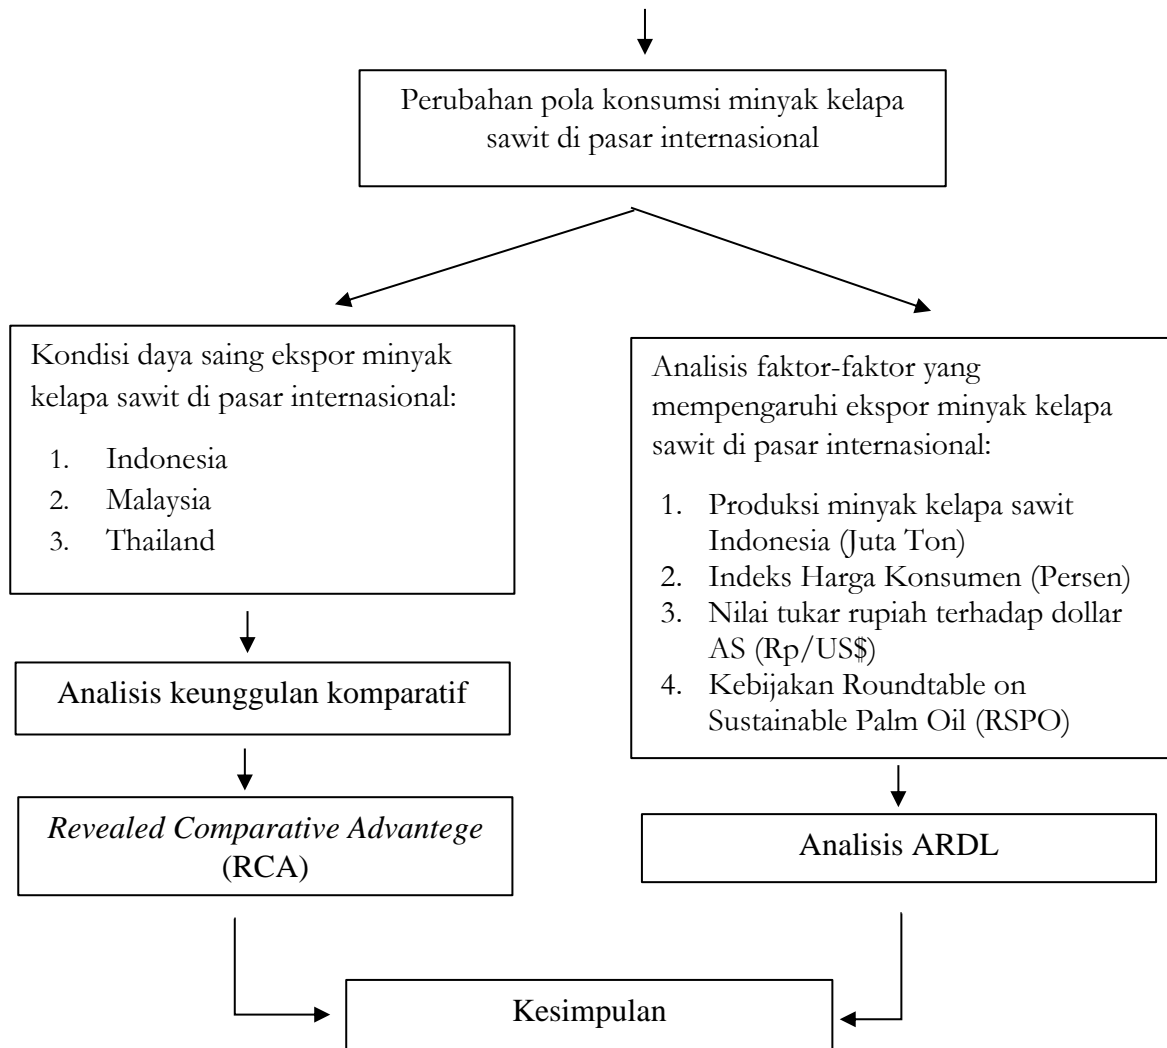 Perubahan pola konsumsi minyak kelapa
sawit di pasar internasional
Kondisi daya saing ekspor minyak
kelapa sawit di pasar internasional:
1. Indonesia
2. Malaysia
3. Thailand
Analisis keunggulan komparatif
Revealed Comparative Advantege
(RCA)
Analisis faktor-faktor yang
mempengaruhi ekspor minyak kelapa
sawit di pasar internasional:
1. Produksi minyak kelapa sawit
Indonesia (Juta Ton)
2. Indeks Harga Konsumen (Persen)
3. Nilai tukar rupiah terhadap dollar
AS (Rp/US$)
4. Kebijakan Roundtable on
Sustainable Palm Oil (RSPO)
Analisis ARDL
Kesimpulan